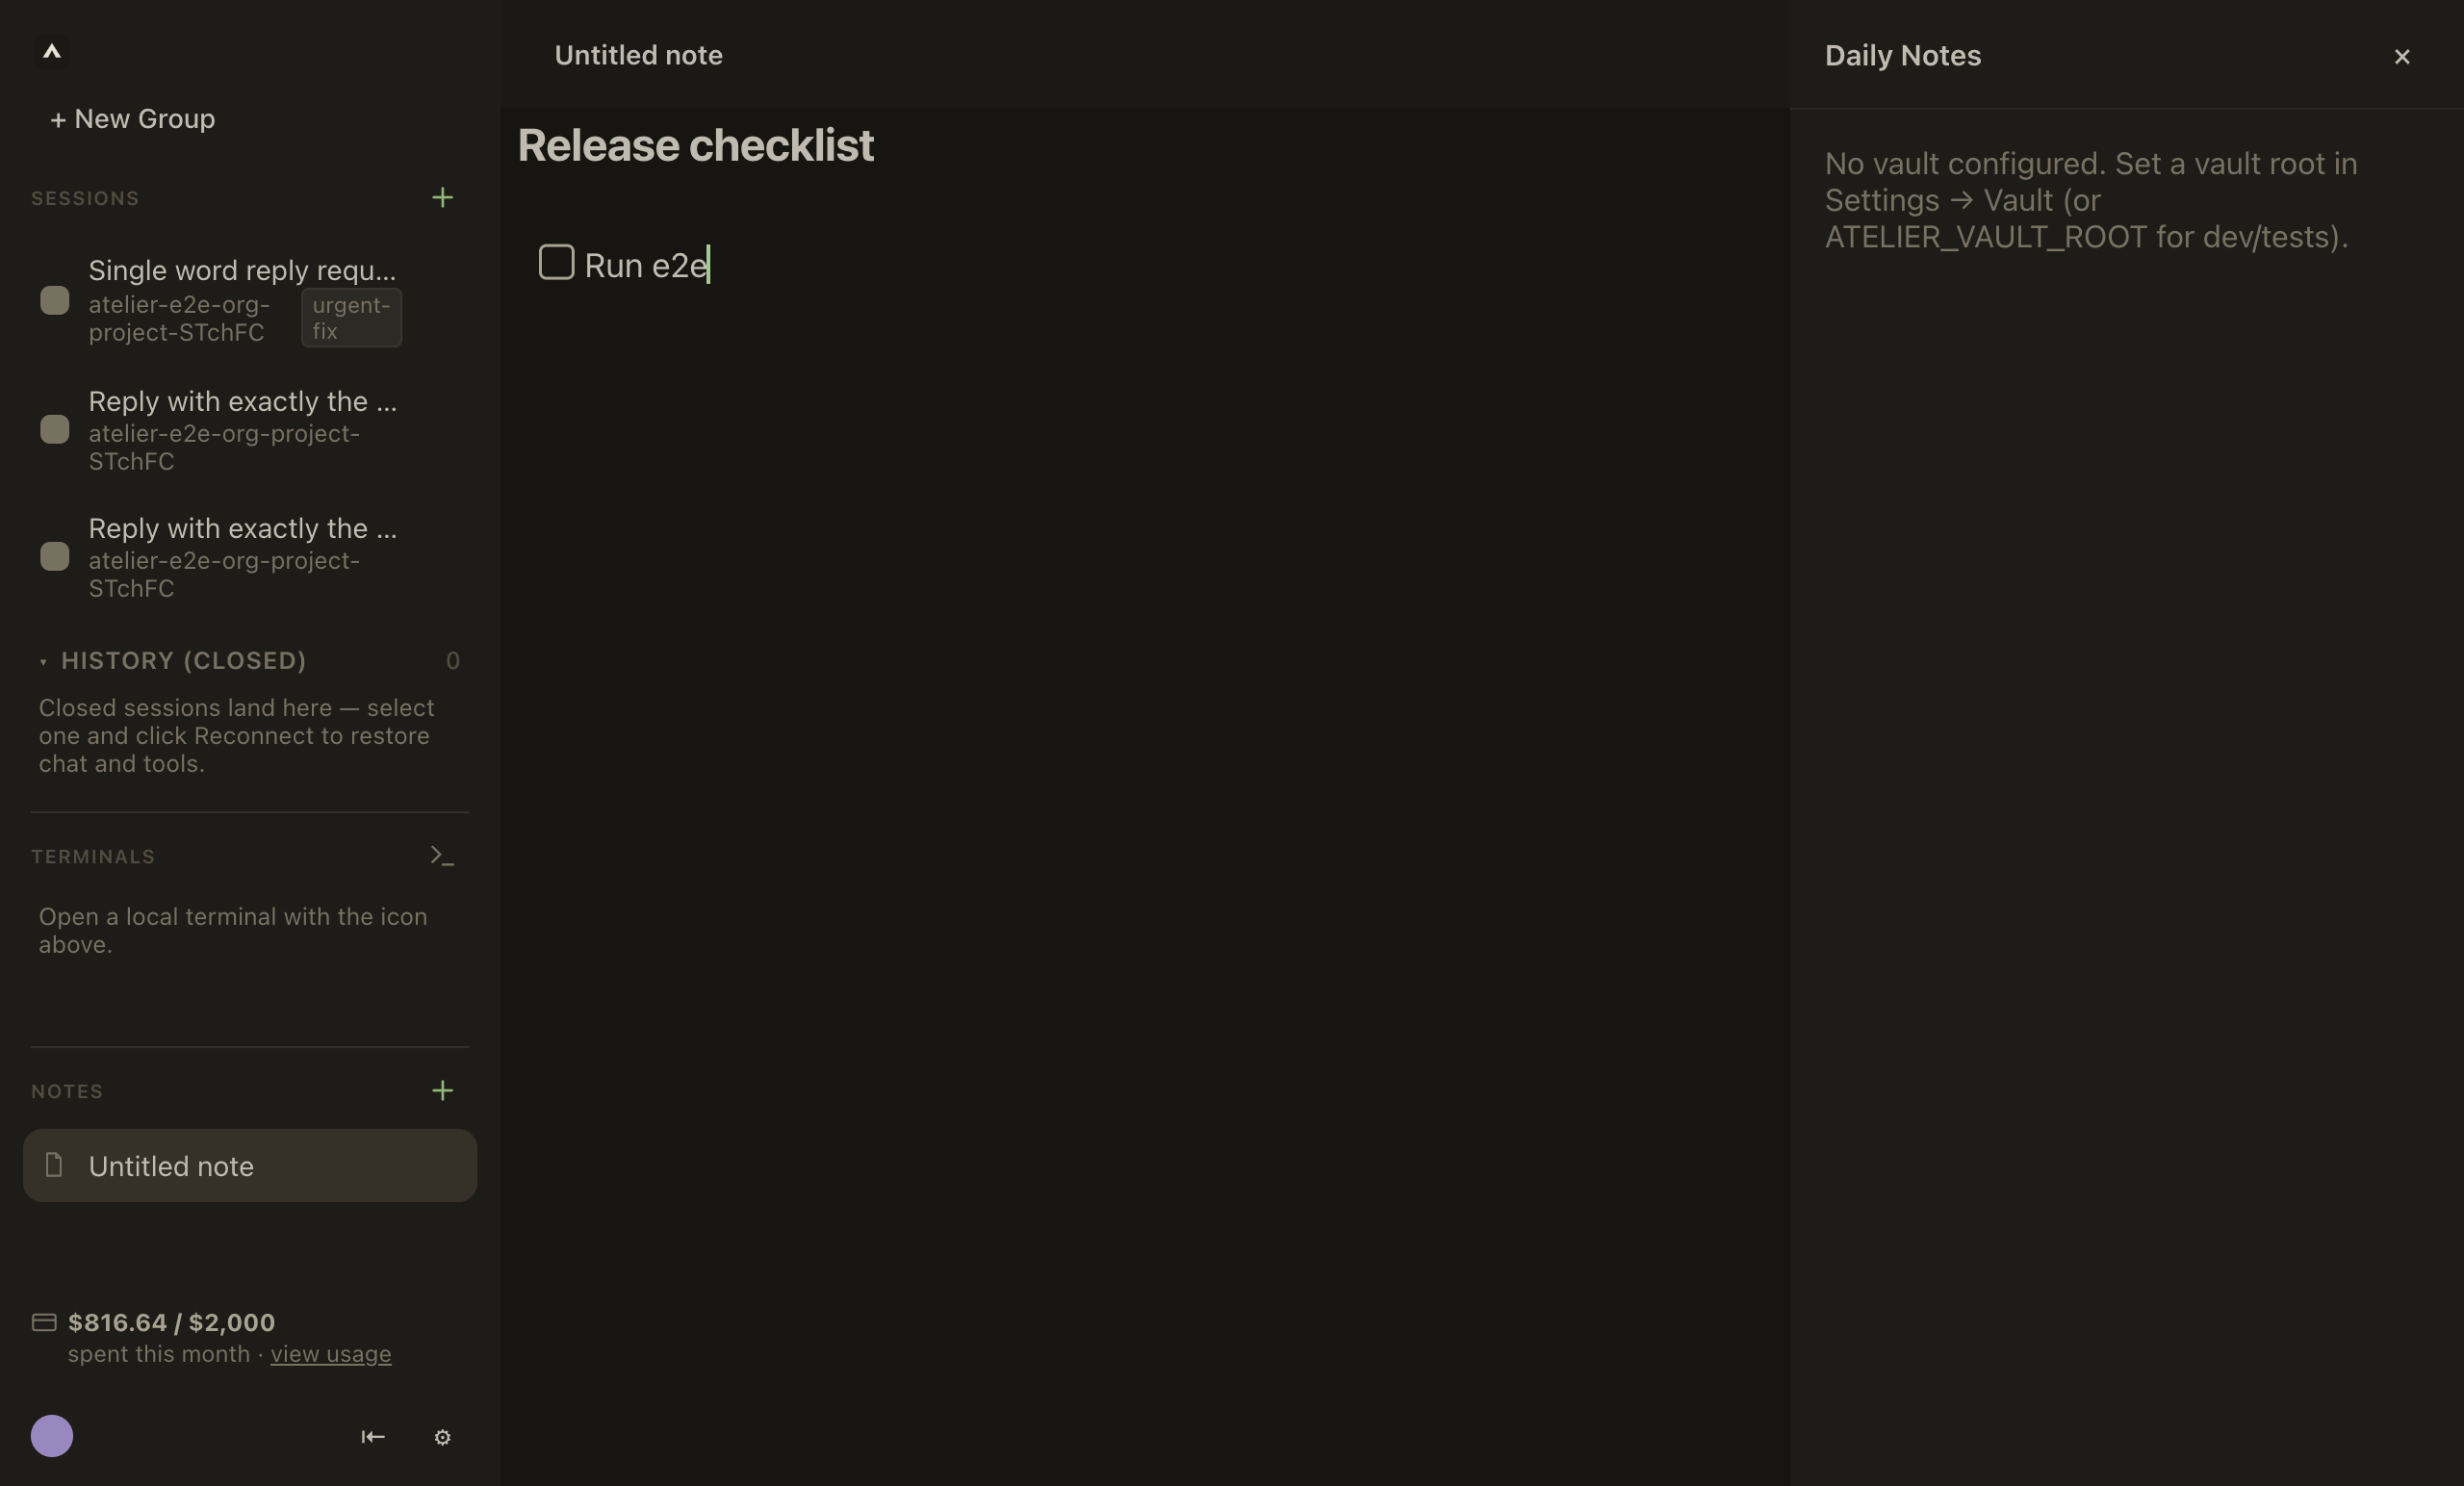 + New Group
SESSIONS
Single word reply requ...
atelier-e2e-org-
project-STchFC
urgent-
fix
Reply with exactly the ...
atelier-e2e-org-project-
STchFC
Reply with exactly the ...
atelier-e2e-org-project-
STchFC
HISTORY (CLOSED) 0
Closed sessions land here — select
one and click Reconnect to restore
chat and tools.
TERMINALS
Open a local terminal with the icon
above.
NOTES
Untitled note
$816.64 / $2,000
spent this month · view usage
Untitled note
Release checklist
Run e2e
Daily Notes
No vault configured. Set a vault root in
Settings → Vault (or
ATELIER_VAULT_ROOT for dev/tests).